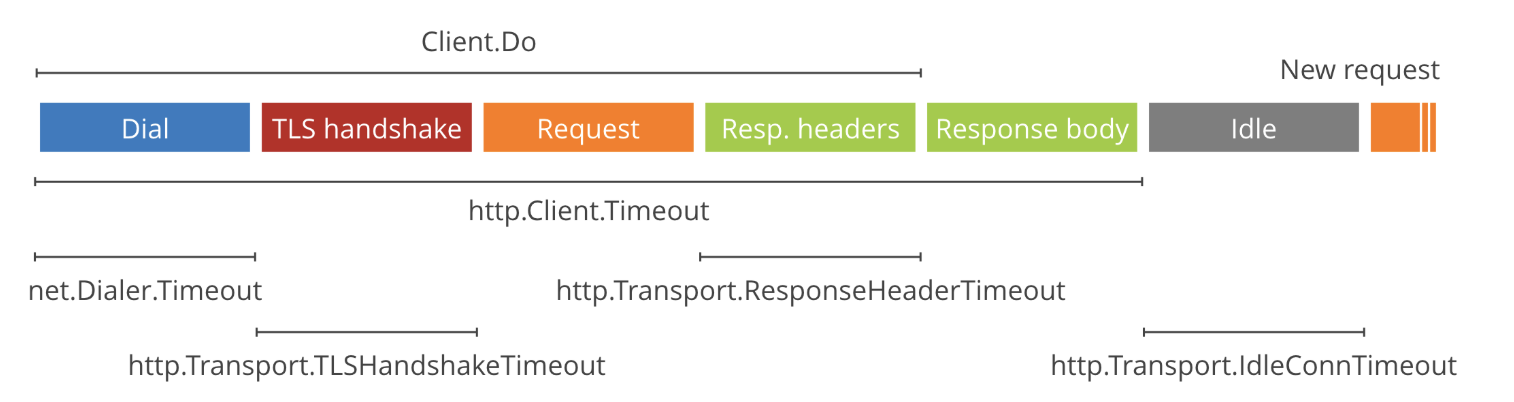 Client.Do
New request
Dial
TLS handshake
Request
Resp. headers
Response body
Idle
http.Client.Timeout
net.Dialer.Timeout
http.Transport.ResponseHeaderTimeout
http.Transport.TLSHandshakeTimeout
http.Transport.IdleConnTimeout